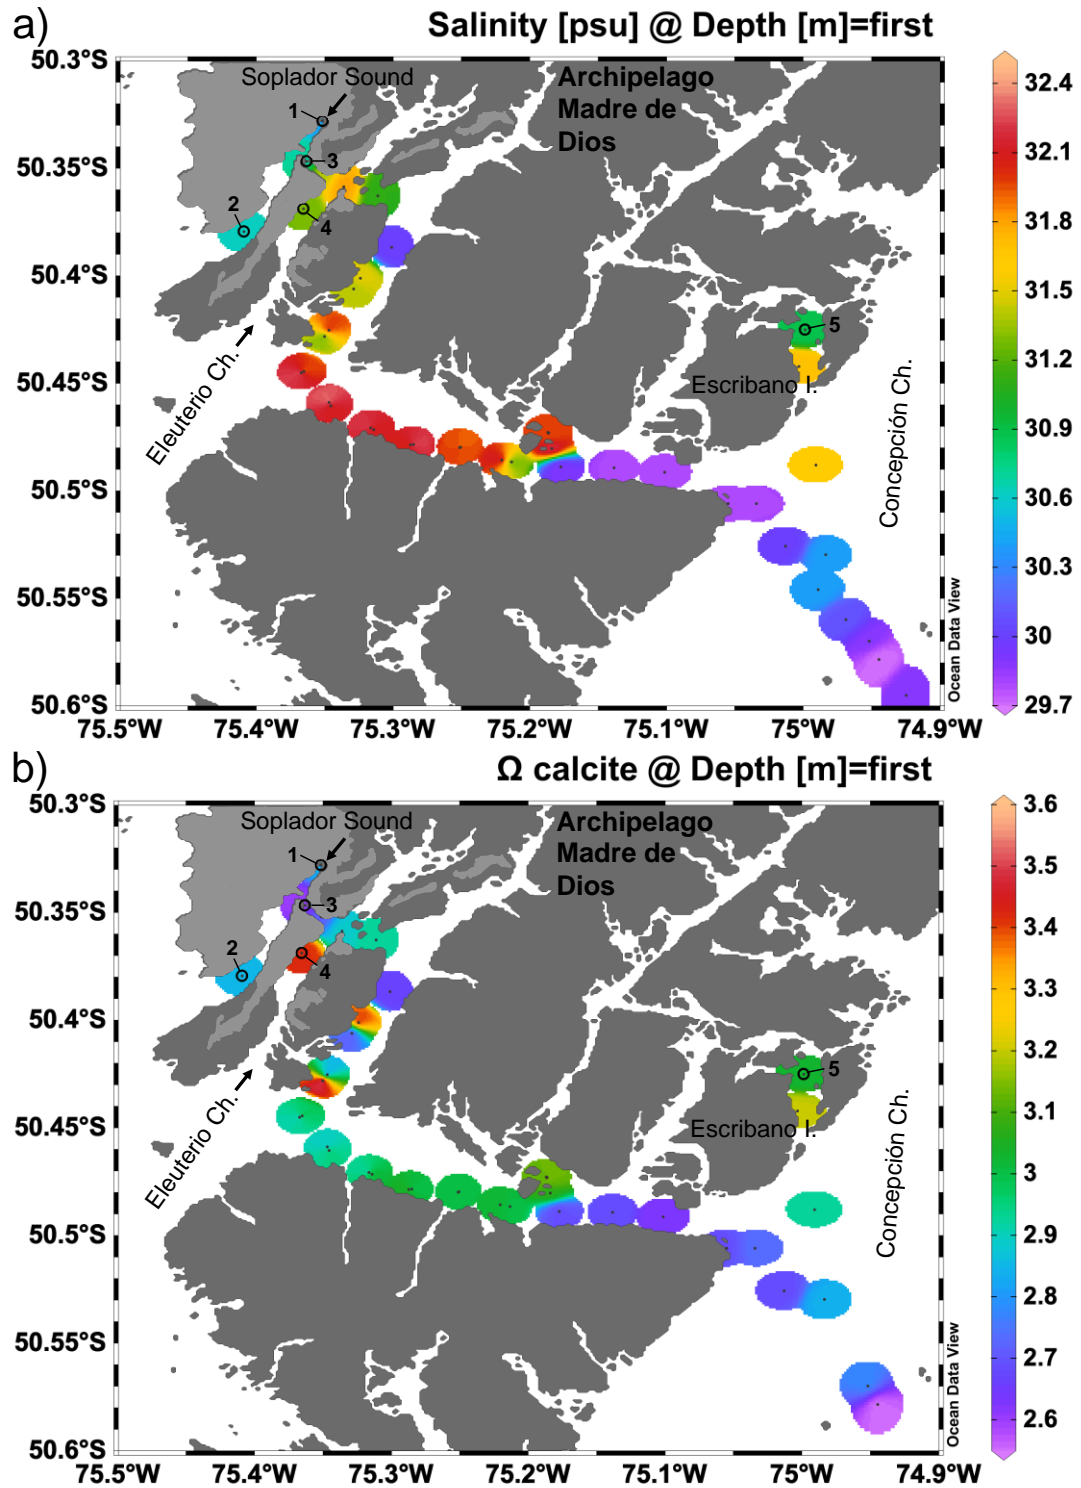 a)
Salinity [psu] @ Depth [m]=first
50.3°S
50.35°S
50.4°S
50.45°S
50.5°S
50.55°S
50.6°S
Soplador Sound
Archipelago
Madre de
Dios
1
3
2
4
5
Eleuterio Ch.
Escribano I.
Concepción Ch.
Ocean Data View
75.5°W
75.4°W
75.3°W
75.2°W
75.1°W
75°W
74.9°W
32.4
32.1
31.8
31.5
31.2
30.9
30.6
30.3
30
29.7
b)
Ω calcite @ Depth [m]=first
50.3°S
50.35°S
50.4°S
50.45°S
50.5°S
50.55°S
50.6°S
Soplador Sound
Archipelago
Madre de
Dios
1
3
2
4
5
Eleuterio Ch.
Escribano I.
Concepción Ch.
Ocean Data View
75.5°W
75.4°W
75.3°W
75.2°W
75.1°W
75°W
74.9°W
3.6
3.5
3.4
3.3
3.2
3.1
3
2.9
2.8
2.7
2.6